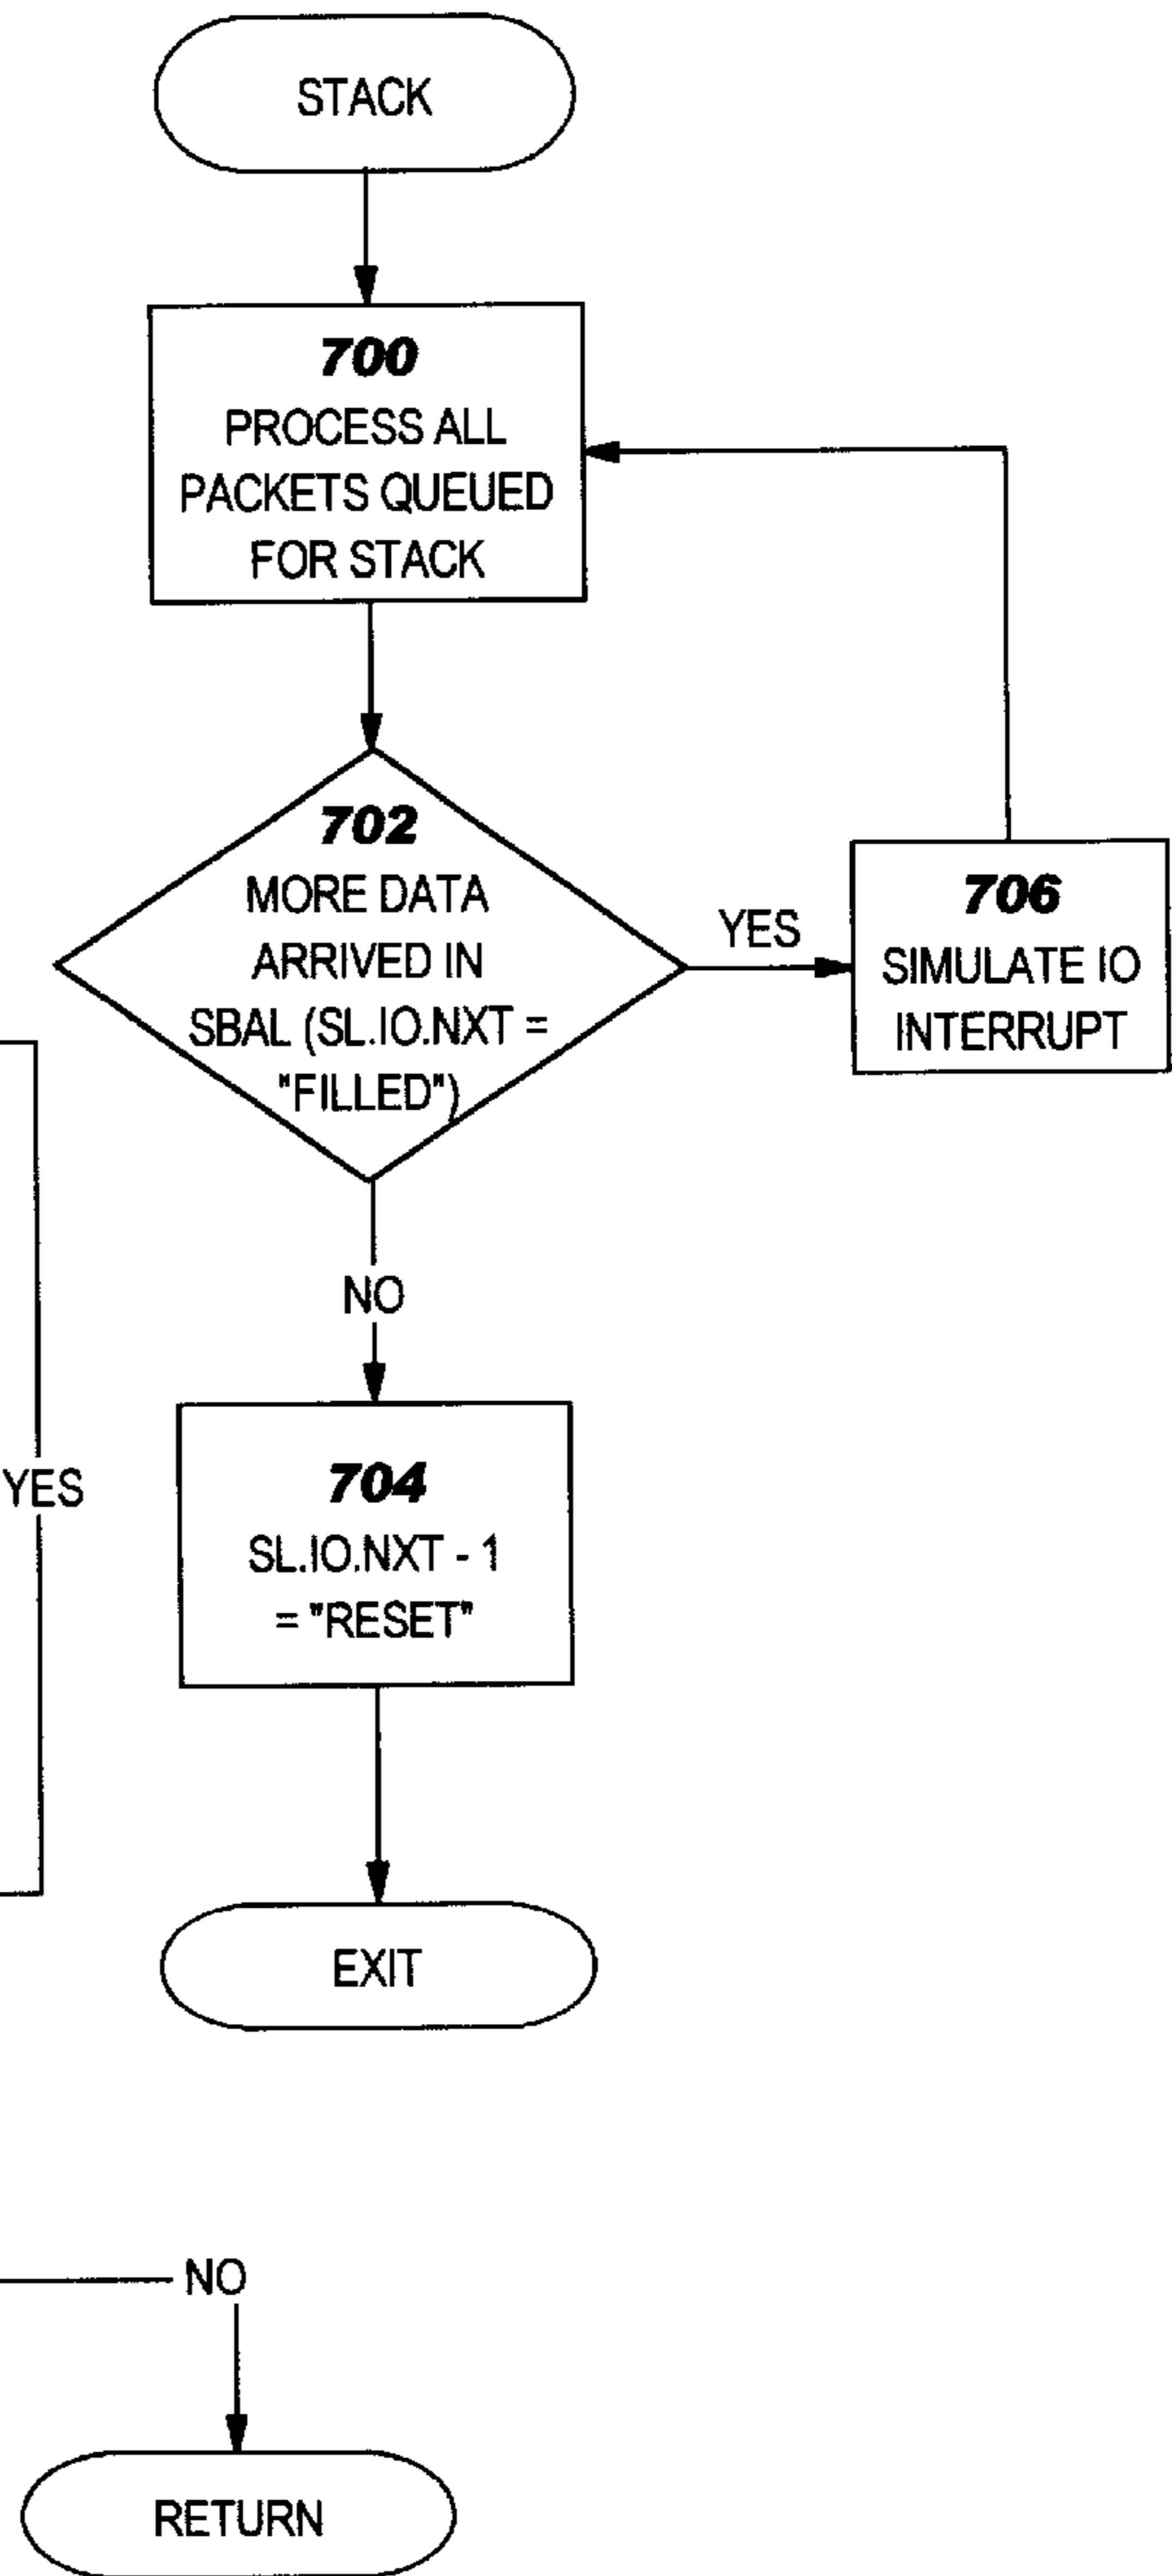 STACK
700
PROCESS ALL
PACKETS QUEUED
FOR STACK
702
MORE DATA
ARRIVED IN
SBAL (SL.IO.NXT =
"FILLED")
YES
706
SIMULATE IO
INTERRUPT
NO
YES
704
SL.IO.NXT - 1
= "RESET"
EXIT
NO
RETURN